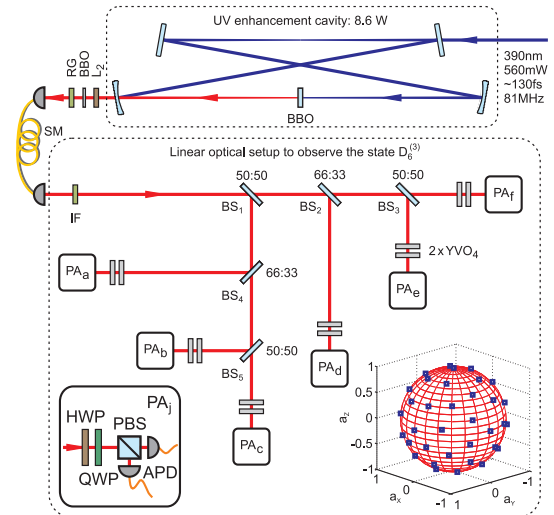 UV enhancement cavity: 8.6 W
390nm
560mW
~130fs
81MHz
RG
BBO
L2
BBO
SM
Linear optical setup to observe the state D6(3)
IF
50:50
BS1
66:33
BS2
50:50
BS3
PAf
2xYVO4
PAe
PAa
66:33
BS4
PAb
50:50
BS5
PAd
PAc
PAj
HWP
PBS
QWP
APD
1
0.5
0
-0.5
-1
az
1
0
-1
ax
1
0
-1
aY